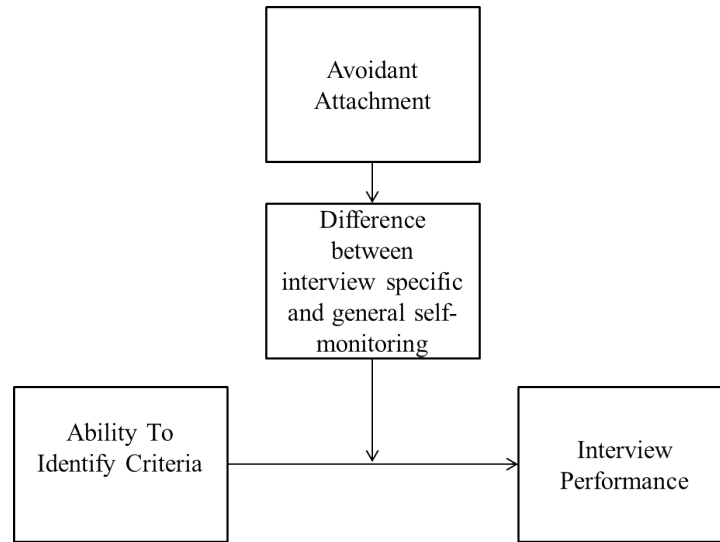 Avoidant
Attachment
Difference
between
interview specific
and general self-
monitoring
Ability To
Identify Criteria
Interview
Performance